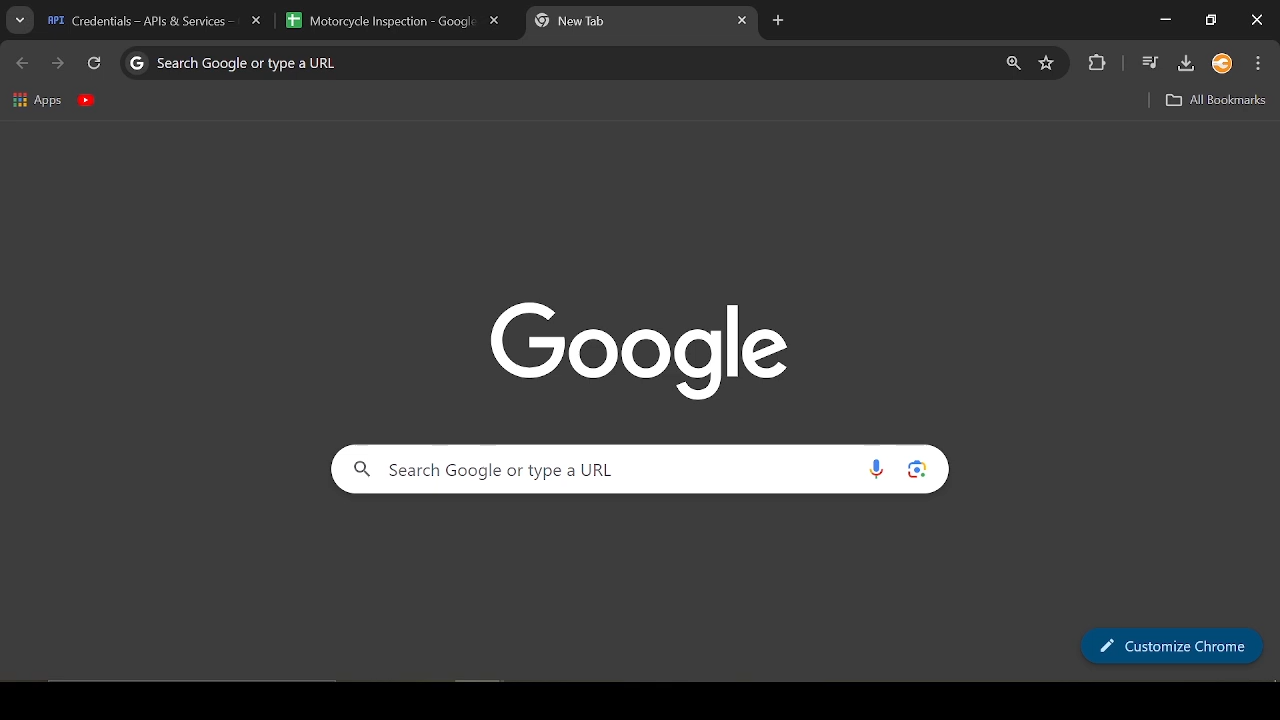 API Credentials – APIs & Services –
Motorcycle Inspection - Google
New Tab
Search Google or type a URL
Apps
All Bookmarks
Google
Search Google or type a URL
Customize Chrome